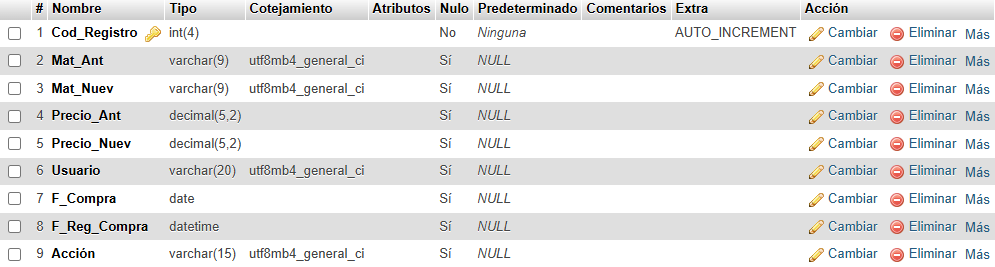 # Nombre Tipo Cotejamiento Atributos Nulo Predeterminado Comentarios Extra Acción
1 Cod_Registro int(4) No Ninguna AUTO_INCREMENT Cambiar Eliminar Más
2 Mat_Ant varchar(9) utf8mb4_general_ci Sí NULL Cambiar Eliminar Más
3 Mat_Nuev varchar(9) utf8mb4_general_ci Sí NULL Cambiar Eliminar Más
4 Precio_Ant decimal(5,2) Sí NULL Cambiar Eliminar Más
5 Precio_Nuev decimal(5,2) Sí NULL Cambiar Eliminar Más
6 Usuario varchar(20) utf8mb4_general_ci Sí NULL Cambiar Eliminar Más
7 F_Compra date Sí NULL Cambiar Eliminar Más
8 F_Reg_Compra datetime Sí NULL Cambiar Eliminar Más
9 Acción varchar(15) utf8mb4_general_ci Sí NULL Cambiar Eliminar Más